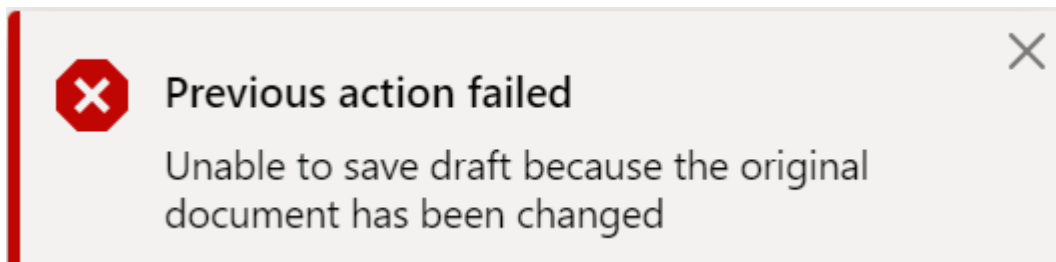 Previous action failed
Unable to save draft because the original
document has been changed